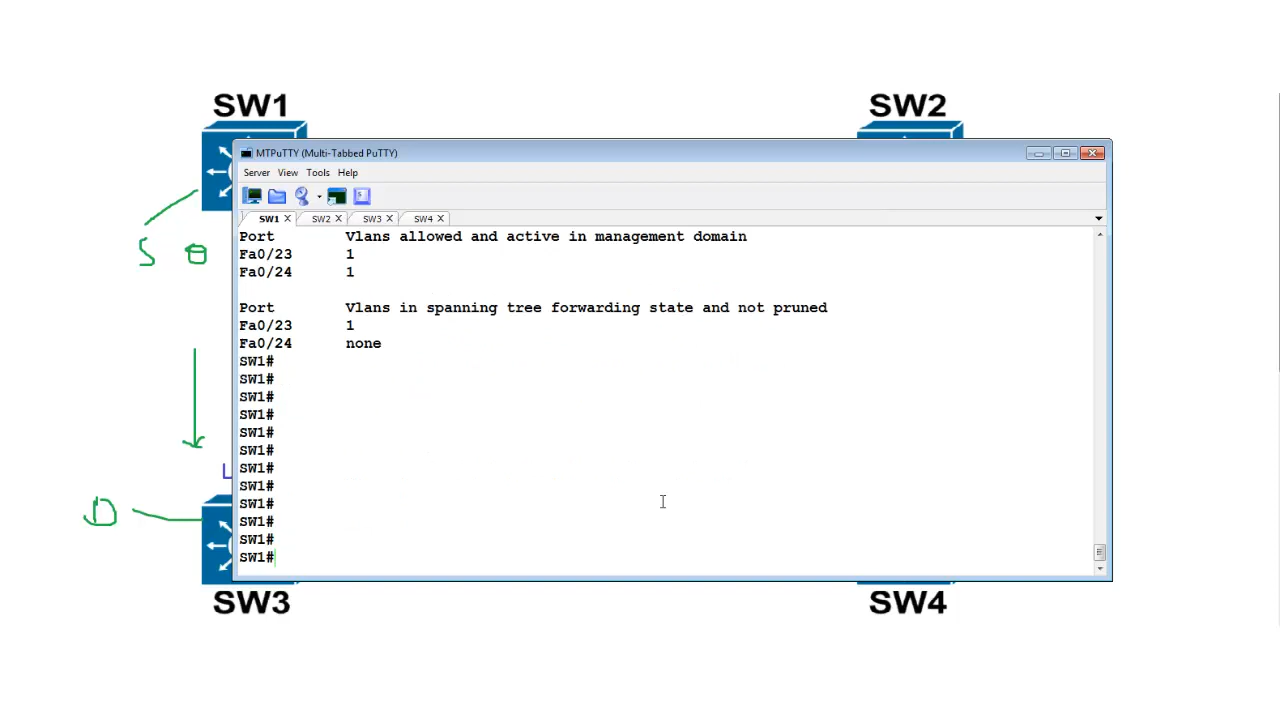 SW1 SW2
MTPuTTY (Multi-Tabbed PuTTY)
Server View Tools Help
SW1 SW2 SW3 SW4
Port Vlans allowed and active in management domain
Fa0/23 1
Fa0/24 1
Port Vlans in spanning tree forwarding state and not pruned
Fa0/23 1
Fa0/24 none
SW1#
SW1#
SW1#
SW1#
SW1#
SW1#
SW1#
SW1#
SW1#
SW1#
SW1#
SW1#
S
D
SW3 SW4